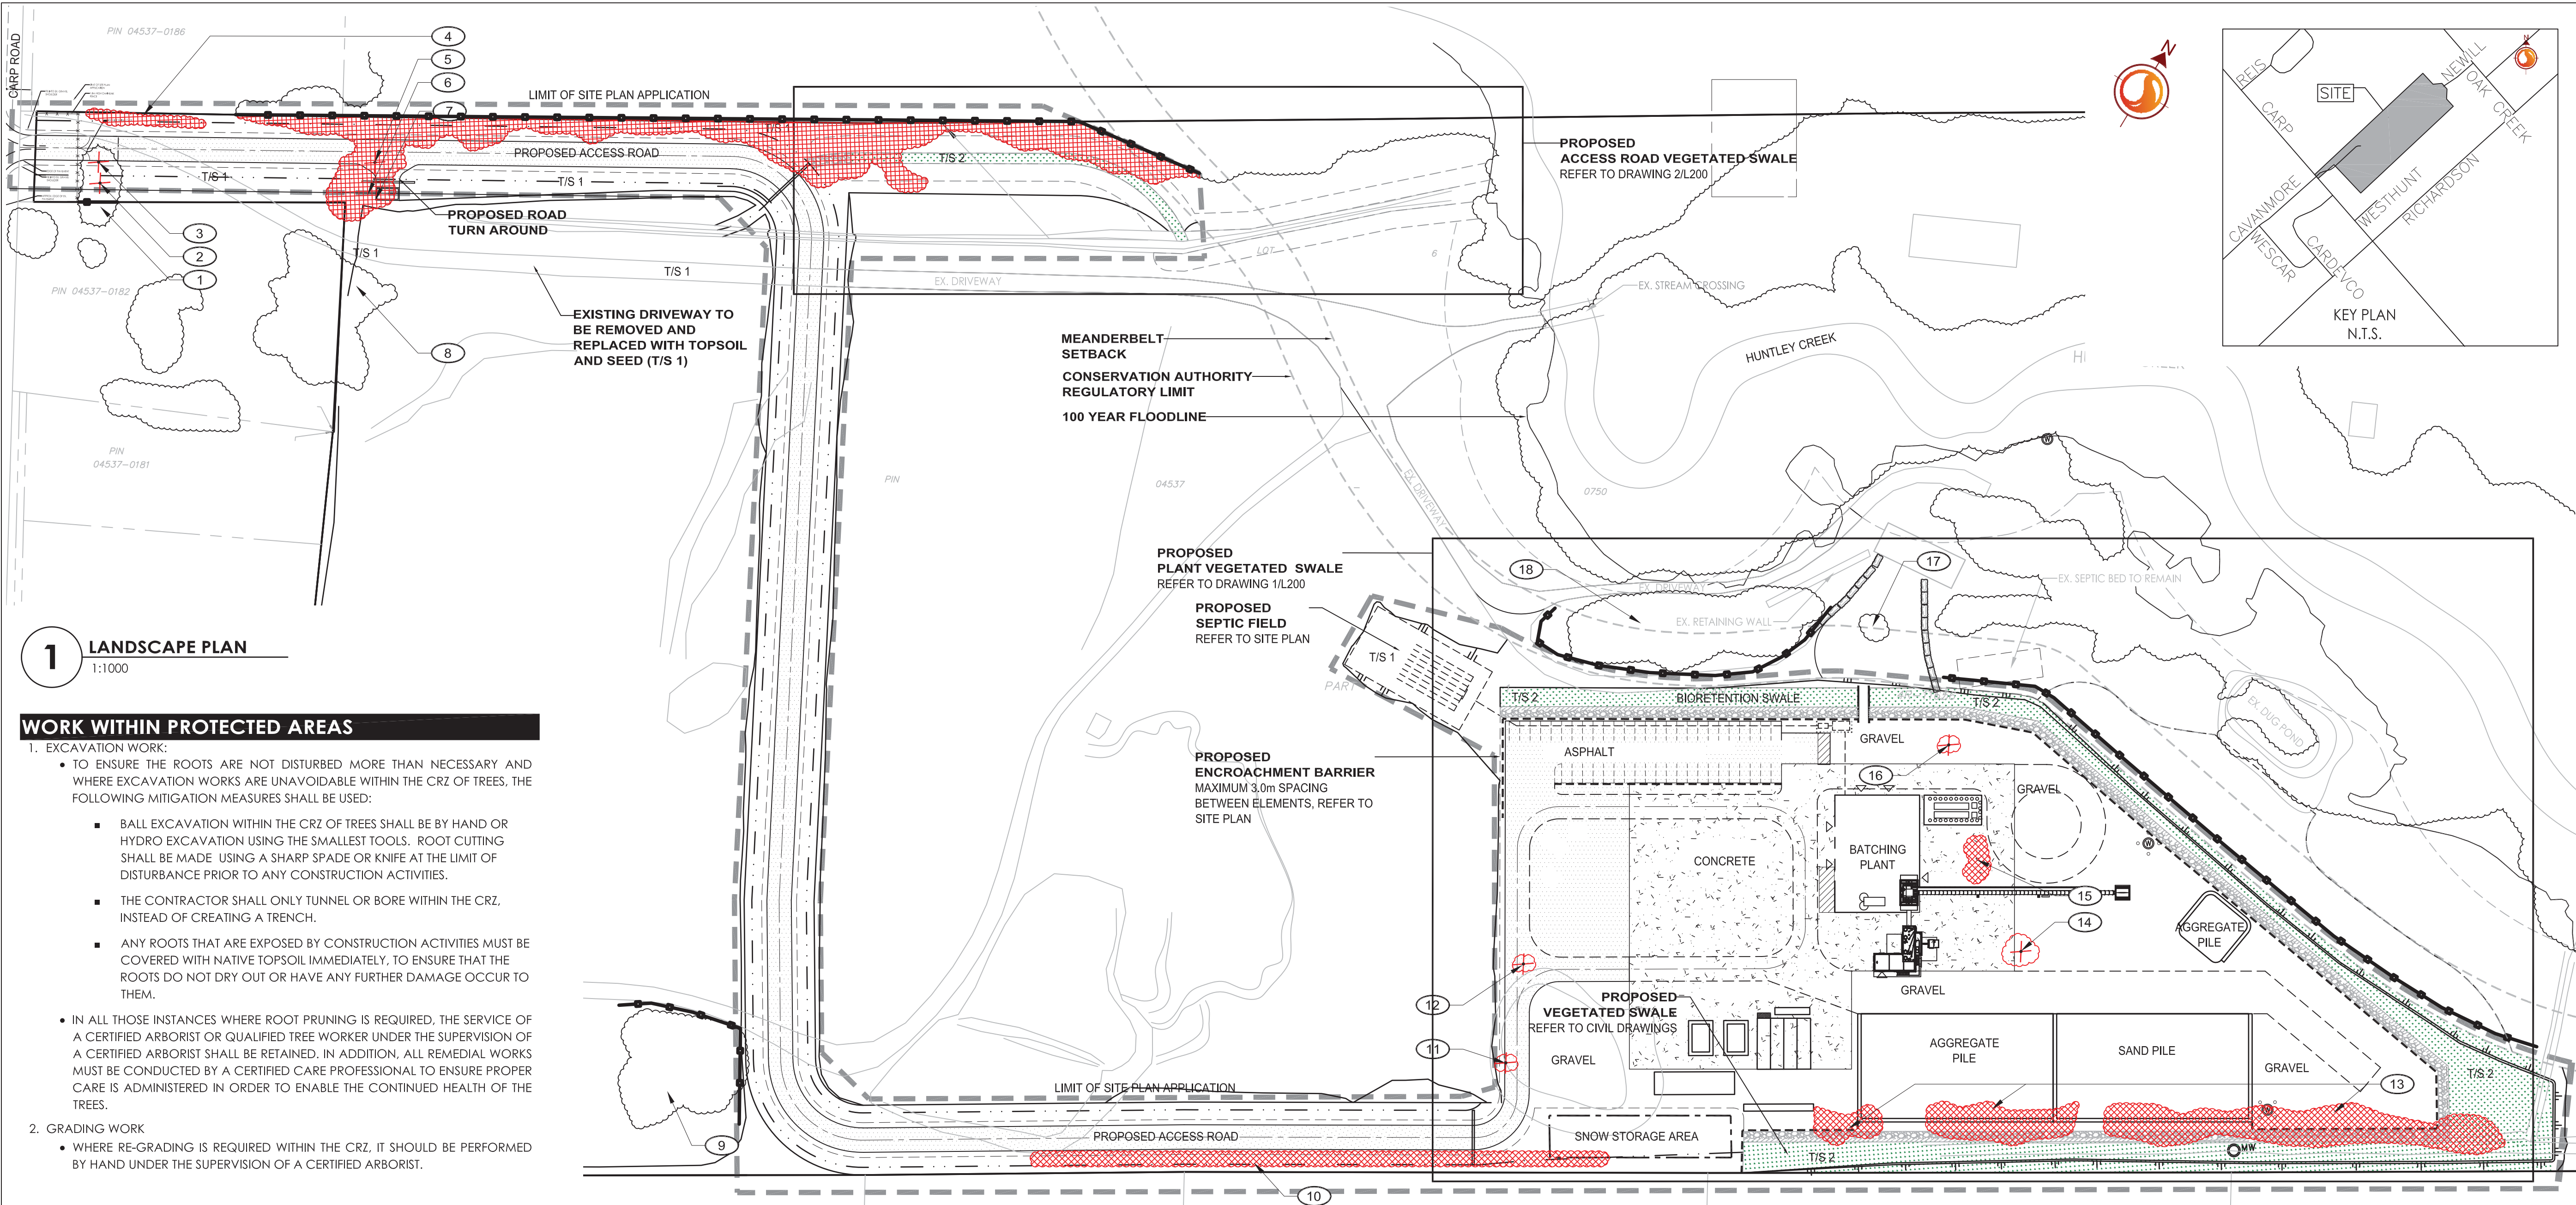 CARP ROAD
PIN 04537-0186
4
5
6
7
LIMIT OF SITE PLAN APPLICATION
T/S 1
PROPOSED ACCESS ROAD
T/S 2
T/S 1
T/S 1
PROPOSED ROAD
TURN AROUND
3
2
1
T/S 1
T/S 1
PIN 04537-0182
EX. DRIVEWAY
LOT
6
8
EXISTING DRIVEWAY TO
BE REMOVED AND
REPLACED WITH TOPSOIL
AND SEED (T/S 1)
PIN
04537-0181
PROPOSED
ACCESS ROAD VEGETATED SWALE
REFER TO DRAWING 2/L200
EX. STREAM CROSSING
MEANDERBELT
SETBACK
CONSERVATION AUTHORITY
REGULATORY LIMIT
100 YEAR FLOODLINE
HUNTLEY CREEK
N
REIS
CARP
SITE
NEWILL
OAK CREEK
CAVANMORE
WESCAR
CARDEVCO
WESTHUNT
RICHARDSON
N
KEY PLAN
N.T.S.
PIN
04537
0750
EX. DRIVEWAY
W
1
LANDSCAPE PLAN
1:1000
WORK WITHIN PROTECTED AREAS
1. EXCAVATION WORK:
• TO ENSURE THE ROOTS ARE NOT DISTURBED MORE THAN NECESSARY AND
WHERE EXCAVATION WORKS ARE UNAVOIDABLE WITHIN THE CRZ OF TREES, THE
FOLLOWING MITIGATION MEASURES SHALL BE USED:
■ BALL EXCAVATION WITHIN THE CRZ OF TREES SHALL BE BY HAND OR
HYDRO EXCAVATION USING THE SMALLEST TOOLS. ROOT CUTTING
SHALL BE MADE USING A SHARP SPADE OR KNIFE AT THE LIMIT OF
DISTURBANCE PRIOR TO ANY CONSTRUCTION ACTIVITIES.
■ THE CONTRACTOR SHALL ONLY TUNNEL OR BORE WITHIN THE CRZ,
INSTEAD OF CREATING A TRENCH.
■ ANY ROOTS THAT ARE EXPOSED BY CONSTRUCTION ACTIVITIES MUST BE
COVERED WITH NATIVE TOPSOIL IMMEDIATELY, TO ENSURE THAT THE
ROOTS DO NOT DRY OUT OR HAVE ANY FURTHER DAMAGE OCCUR TO
THEM.
• IN ALL THOSE INSTANCES WHERE ROOT PRUNING IS REQUIRED, THE SERVICE OF
A CERTIFIED ARBORIST OR QUALIFIED TREE WORKER UNDER THE SUPERVISION OF
A CERTIFIED ARBORIST SHALL BE RETAINED. IN ADDITION, ALL REMEDIAL WORKS
MUST BE CONDUCTED BY A CERTIFIED CARE PROFESSIONAL TO ENSURE PROPER
CARE IS ADMINISTERED IN ORDER TO ENABLE THE CONTINUED HEALTH OF THE
TREES.
2. GRADING WORK
• WHERE RE-GRADING IS REQUIRED WITHIN THE CRZ, IT SHOULD BE PERFORMED
BY HAND UNDER THE SUPERVISION OF A CERTIFIED ARBORIST.
PROPOSED
PLANT VEGETATED SWALE
REFER TO DRAWING 1/L200
PROPOSED
SEPTIC FIELD
REFER TO SITE PLAN
T/S 1
PART
18
17
EX. DRIVEWAY
EX. RETAINING WALL
EX. SEPTIC BED TO REMAIN
EX. DUG POND
T/S 2
BIORETENTION SWALE
T/S 2
PROPOSED
ENCROACHMENT BARRIER
MAXIMUM 3.0m SPACING
BETWEEN ELEMENTS, REFER TO
SITE PLAN
ASPHALT
GRAVEL
16
GRAVEL
CONCRETE
BATCHING
PLANT
W
15
14
AGGREGATE
PILE
12
GRAVEL
PROPOSED
VEGETATED SWALE
REFER TO CIVIL DRAWINGS
11
GRAVEL
AGGREGATE
PILE
SAND PILE
GRAVEL
T/S 2
13
W
LIMIT OF SITE PLAN APPLICATION
PROPOSED ACCESS ROAD
SNOW STORAGE AREA
T/S 2
MW
9
10